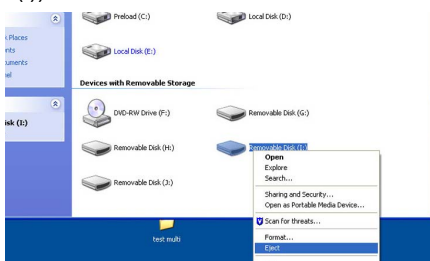 Preload (C:)
Local Disk (D:)
Places
nts
uments
el
Local Disk (E:)
Devices with Removable Storage
isk (I:)
DVD-RW Drive (F:)
Removable Disk (G:)
Removable Disk (H:)
Removable Disk (I:)
Open
Explore
Search...
Removable Disk (J:)
Sharing and Security...
Open as Portable Media Device...
Scan for threats...
test multi
Format...
Eject